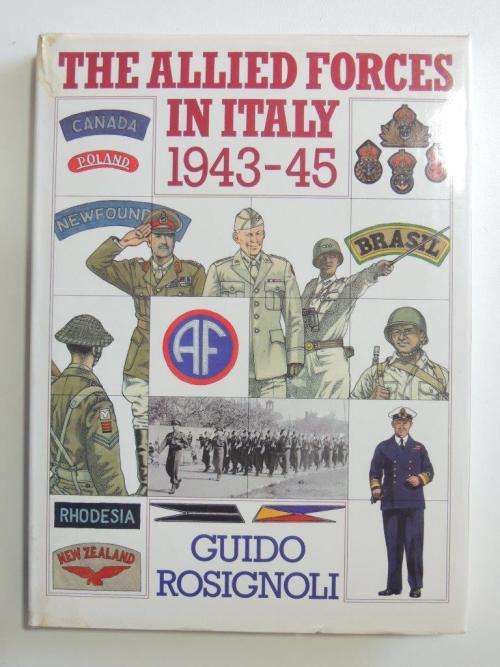 THE ALLIED FORCES
IN ITALY
1943-45
CANADA
POLAND
NEWFOUND
BRASIL
AF
RHODESIA
NEW ZEALAND
GUIDO
ROSIGNOLI